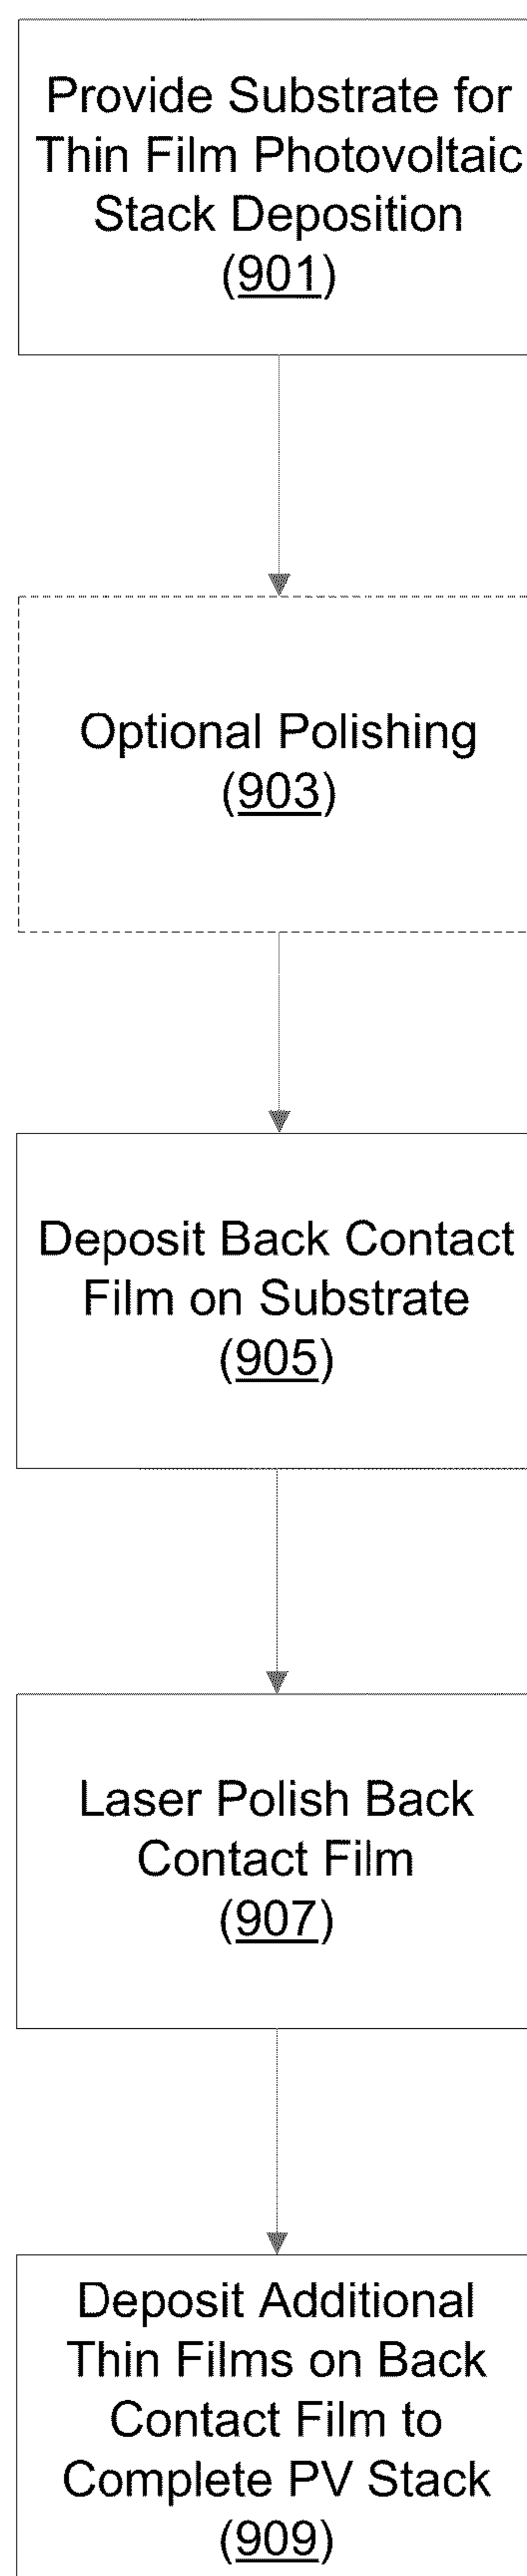 Provide Substrate for
Thin Film Photovoltaic
Stack Deposition
(901)
Optional Polishing
(903)
Deposit Back Contact
Film on Substrate
(905)
Laser Polish Back
Contact Film
(907)
Deposit Additional
Thin Films on Back
Contact Film to
Complete PV Stack
(909)